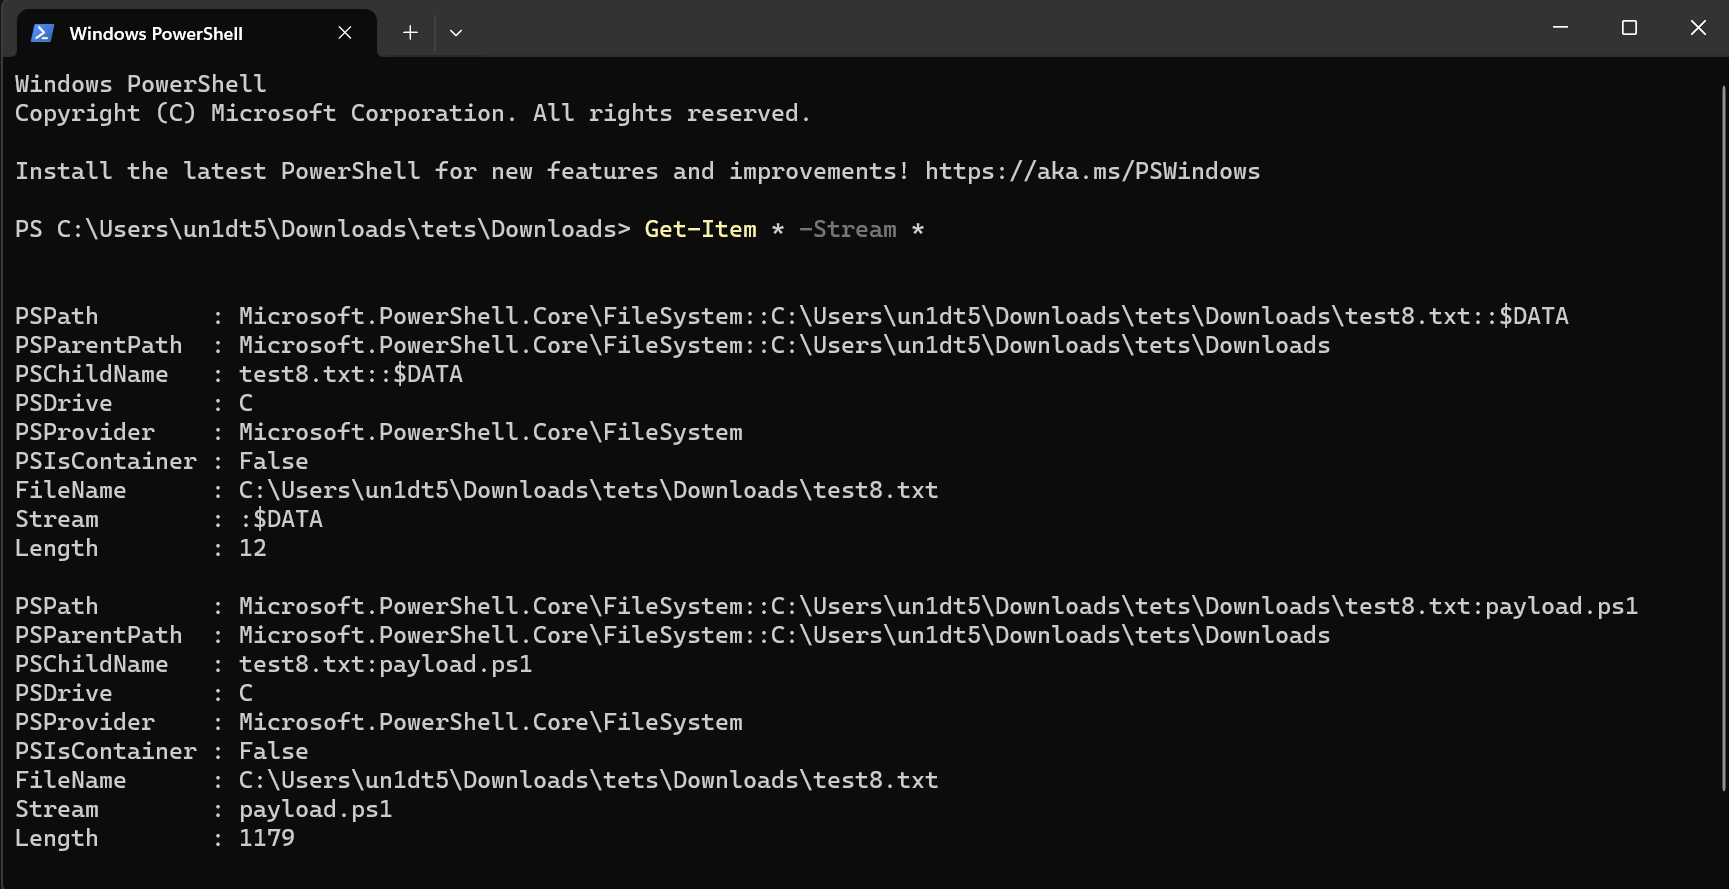 Windows PowerShell
Windows PowerShell
Copyright (C) Microsoft Corporation. All rights reserved.
Install the latest PowerShell for new features and improvements! https://aka.ms/PSWindows
PS C:\Users\un1dt5\Downloads\tets\Downloads> Get-Item * -Stream *
PSPath        : Microsoft.PowerShell.Core\FileSystem::C:\Users\un1dt5\Downloads\tets\Downloads\test8.txt::$DATA
PSParentPath  : Microsoft.PowerShell.Core\FileSystem::C:\Users\un1dt5\Downloads\tets\Downloads
PSChildName   : test8.txt::$DATA
PSDrive       : C
PSProvider    : Microsoft.PowerShell.Core\FileSystem
PSIsContainer : False
FileName      : C:\Users\un1dt5\Downloads\tets\Downloads\test8.txt
Stream        : :$DATA
Length        : 12
PSPath        : Microsoft.PowerShell.Core\FileSystem::C:\Users\un1dt5\Downloads\tets\Downloads\test8.txt:payload.ps1
PSParentPath  : Microsoft.PowerShell.Core\FileSystem::C:\Users\un1dt5\Downloads\tets\Downloads
PSChildName   : test8.txt:payload.ps1
PSDrive       : C
PSProvider    : Microsoft.PowerShell.Core\FileSystem
PSIsContainer : False
FileName      : C:\Users\un1dt5\Downloads\tets\Downloads\test8.txt
Stream        : payload.ps1
Length        : 1179